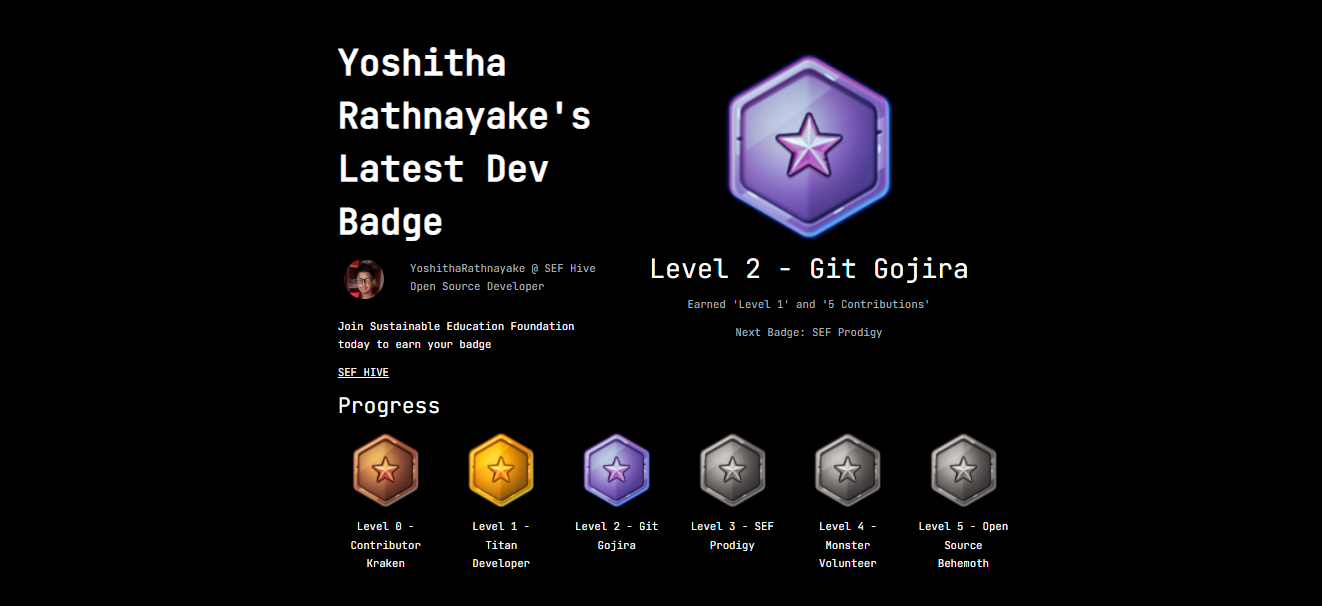 Yoshitha
Rathnayake's
Latest Dev
Badge
YoshithaRathnayake @ SEF Hive
Open Source Developer
Join Sustainable Education Foundation
today to earn your badge
SEF HIVE
Level 2 - Git Gojira
Earned 'Level 1' and '5 Contributions'
Next Badge: SEF Prodigy
Progress
Level 0 -
Contributor
Kraken
Level 1 -
Titan
Developer
Level 2 - Git
Gojira
Level 3 - SEF
Prodigy
Level 4 -
Monster
Volunteer
Level 5 - Open
Source
Behemoth